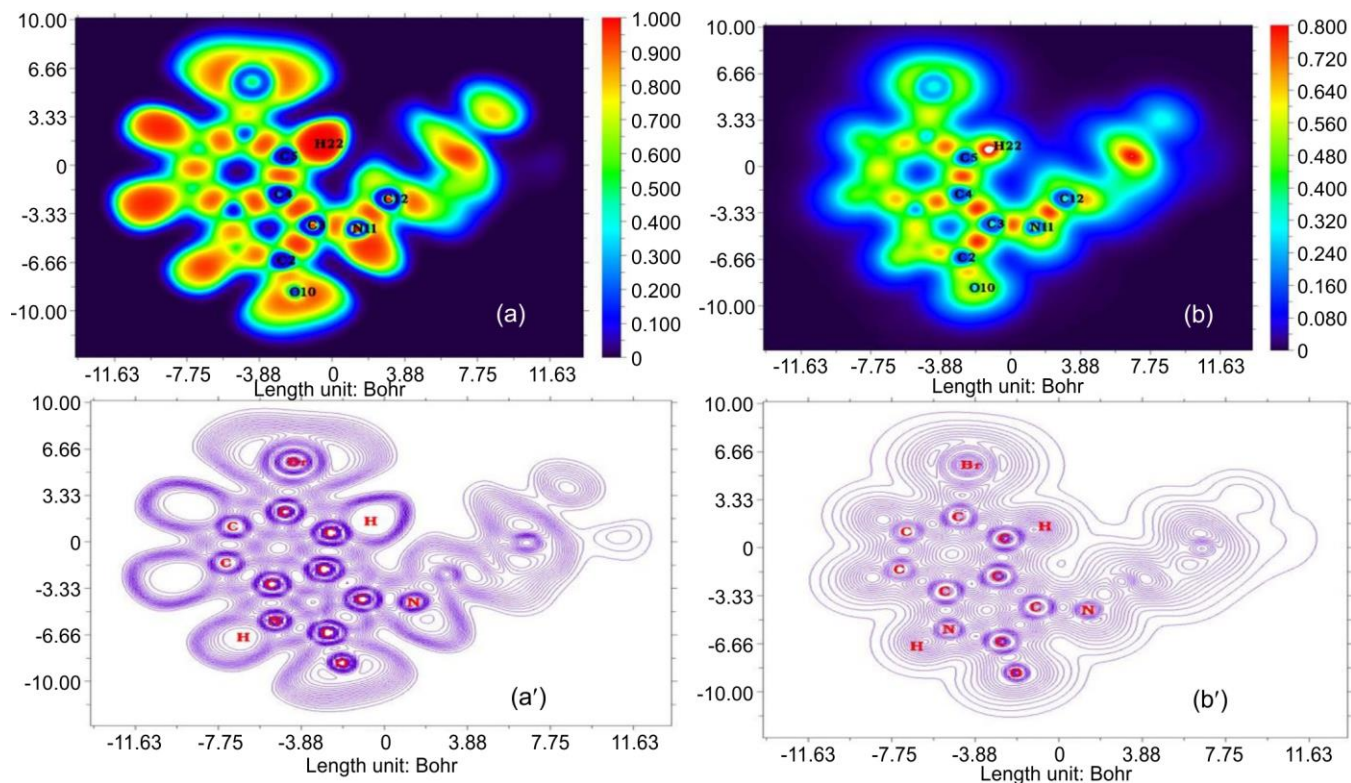 10.00
6.66
3.33
0
-3.33
-6.66
-10.00
H22
C5
C4
C12
C
N11
C2
O10
(a)
-11.63 -7.75 -3.88 0 3.88 7.75 11.63
Length unit: Bohr
1.000
0.900
0.800
0.700
0.600
0.500
0.400
0.300
0.200
0.100
0
10.00
6.66
3.33
0
-3.33
-6.66
-10.00
H22
C5
C4
C12
C3
N11
C2
O10
(b)
-11.63 -7.75 -3.88 0 3.88 7.75 11.63
Length unit: Bohr
0.800
0.720
0.640
0.560
0.480
0.400
0.320
0.240
0.160
0.080
0
10.00
6.66
3.33
0
-3.33
-6.66
-10.00
Br
C
H
C
C
N
H
(a′)
-11.63 -7.75 -3.88 0 3.88 7.75 11.63
Length unit: Bohr
10.00
6.66
3.33
0
-3.33
-6.66
-10.00
Br
C
H
C
C
C
C
N
N
H
(b′)
-11.63 -7.75 -3.88 0 3.88 7.75 11.63
Length unit: Bohr